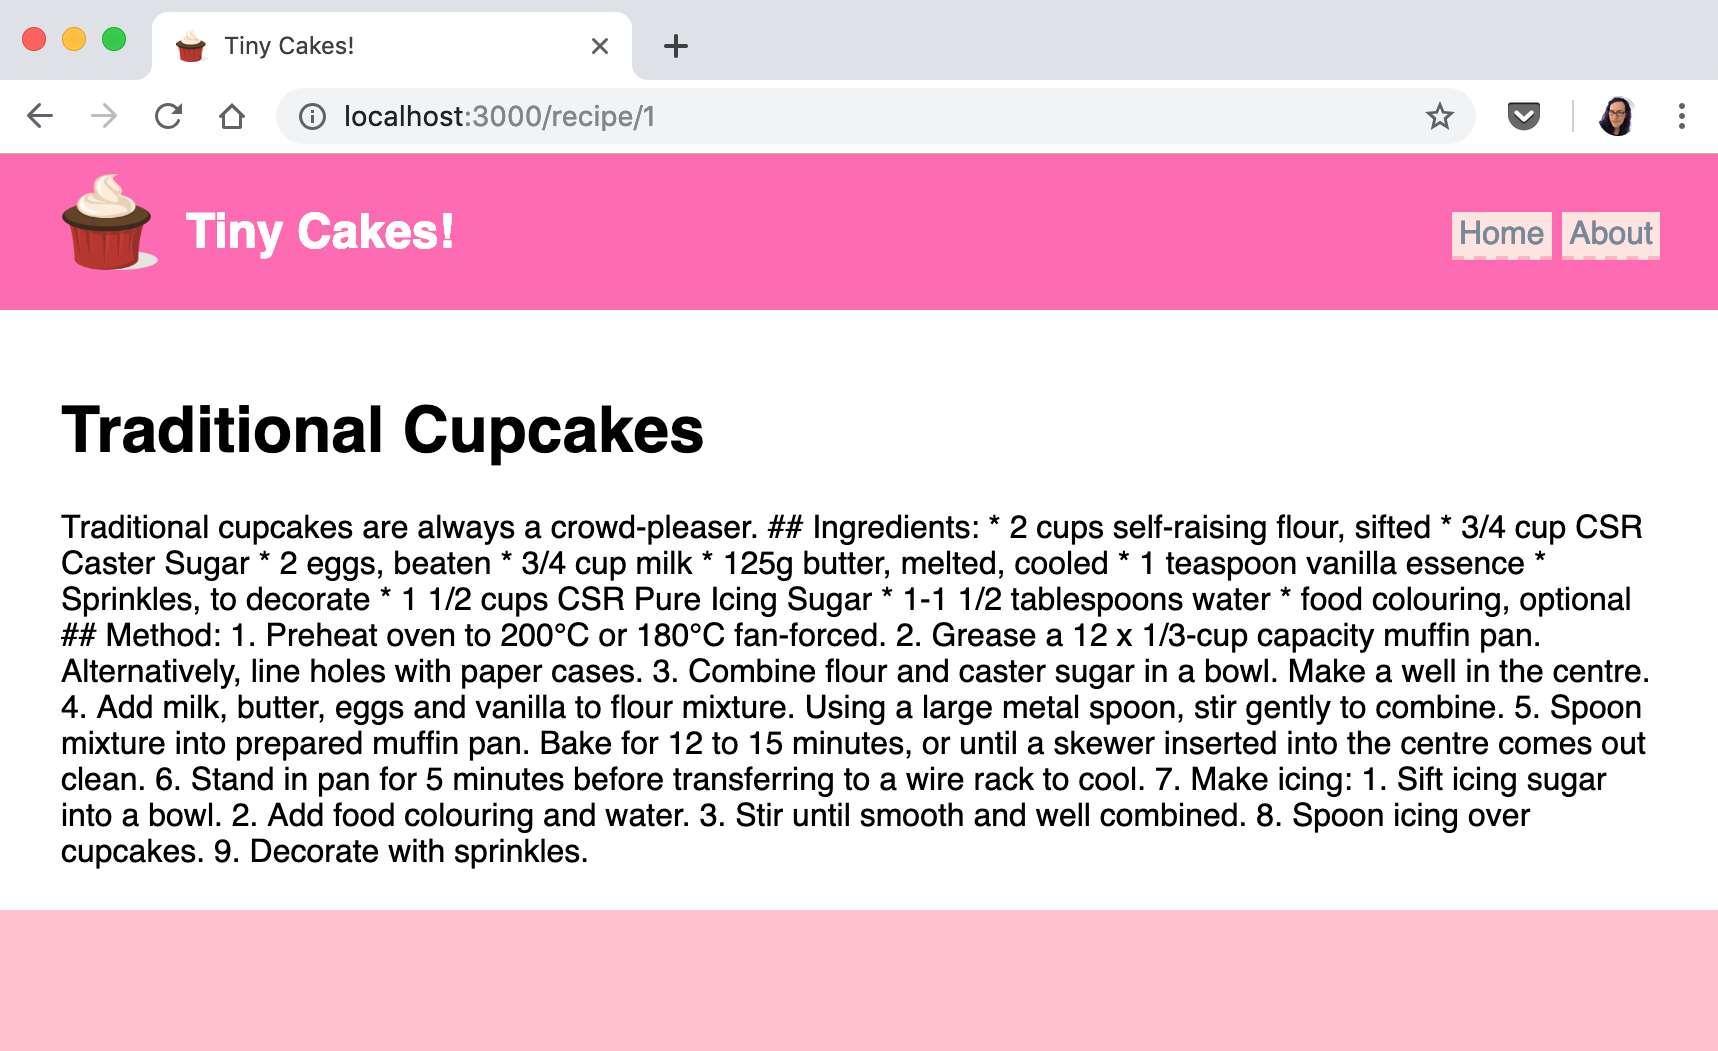 Tiny Cakes!
localhost:3000/recipe/1
Tiny Cakes!
Home
About
Traditional Cupcakes
Traditional cupcakes are always a crowd-pleaser. ## Ingredients: * 2 cups self-raising flour, sifted * 3/4 cup CSR
Caster Sugar * 2 eggs, beaten * 3/4 cup milk * 125g butter, melted, cooled * 1 teaspoon vanilla essence *
Sprinkles, to decorate * 1 1/2 cups CSR Pure Icing Sugar * 1-1 1/2 tablespoons water * food colouring, optional
## Method: 1. Preheat oven to 200°C or 180°C fan-forced. 2. Grease a 12 x 1/3-cup capacity muffin pan.
Alternatively, line holes with paper cases. 3. Combine flour and caster sugar in a bowl. Make a well in the centre.
4. Add milk, butter, eggs and vanilla to flour mixture. Using a large metal spoon, stir gently to combine. 5. Spoon
mixture into prepared muffin pan. Bake for 12 to 15 minutes, or until a skewer inserted into the centre comes out
clean. 6. Stand in pan for 5 minutes before transferring to a wire rack to cool. 7. Make icing: 1. Sift icing sugar
into a bowl. 2. Add food colouring and water. 3. Stir until smooth and well combined. 8. Spoon icing over
cupcakes. 9. Decorate with sprinkles.